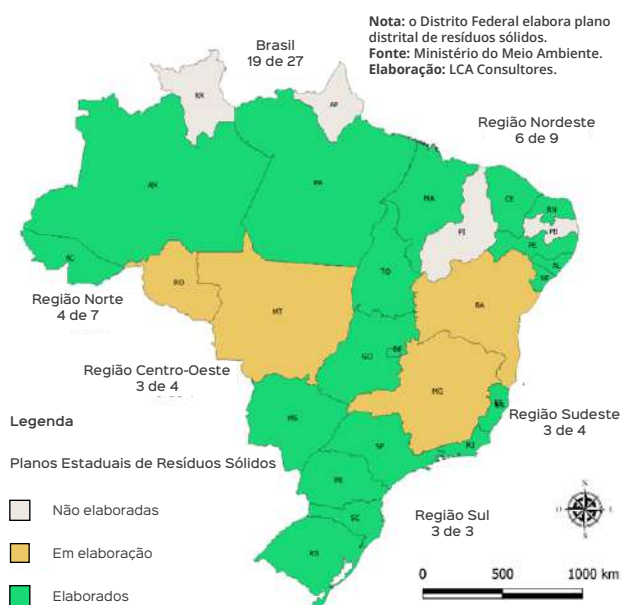 Nota: o Distrito Federal elabora plano
distrital de resíduos sólidos.
Fonte: Ministério do Meio Ambiente.
Elaboração: LCA Consultores.
Brasil
19 de 27
Região Nordeste
6 de 9
RR
AP
AM
PA
MA
CE
RN
PB
PI
PE
AL
SE
AC
RO
TO
BA
MT
Região Norte
4 de 7
GO
DF
Região Centro-Oeste
3 de 4
MG
ES
Região Sudeste
3 de 4
MS
SP
RJ
PR
SC
RS
Região Sul
3 de 3
Legenda
Planos Estaduais de Resíduos Sólidos
Não elaboradas
Em elaboração
Elaborados
N
S
0 500 1000 km